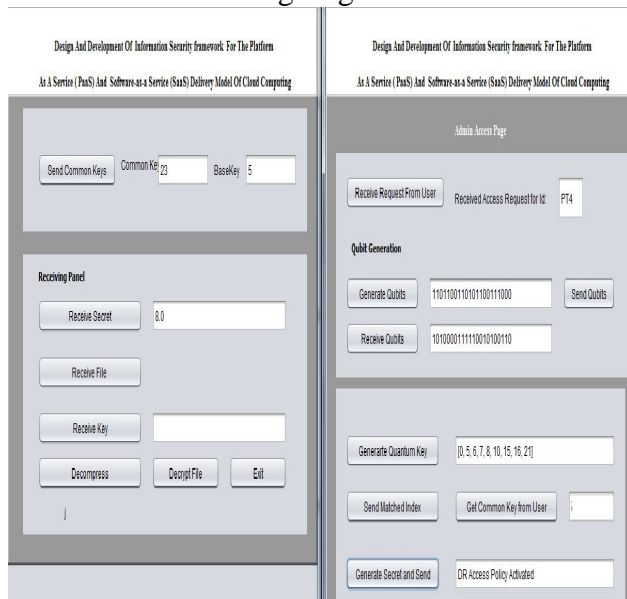 Design And Development Of Information Security framework For The Platform
As A Service ( PaaS) And Software-as-a Service (SaaS) Delivery Model Of Cloud Computing
Send Common Keys Common Ke 23 BaseKey 5
Receiving Panel
Receive Secret 8.0
Receive File
Receive Key
Decompress Decrypt File Exit
j
Design And Development Of Information Security framework For The Platform
As A Service ( PaaS) And Software-as-a Service (SaaS) Delivery Model Of Cloud Computing
Admin Access Page
Receive Request From User Received Access Request for Id: PT4
Qubit Generation
Generate Qubits 1101100110101100111000 Send Qubits
Receive Qubits 1010000111110010100110
Generarte Quantum Key [0, 5, 6, 7, 8, 10, 15, 16, 21]
Send Matched Index Get Common Key from User
Generate Secret and Send DR Access Policy Activated